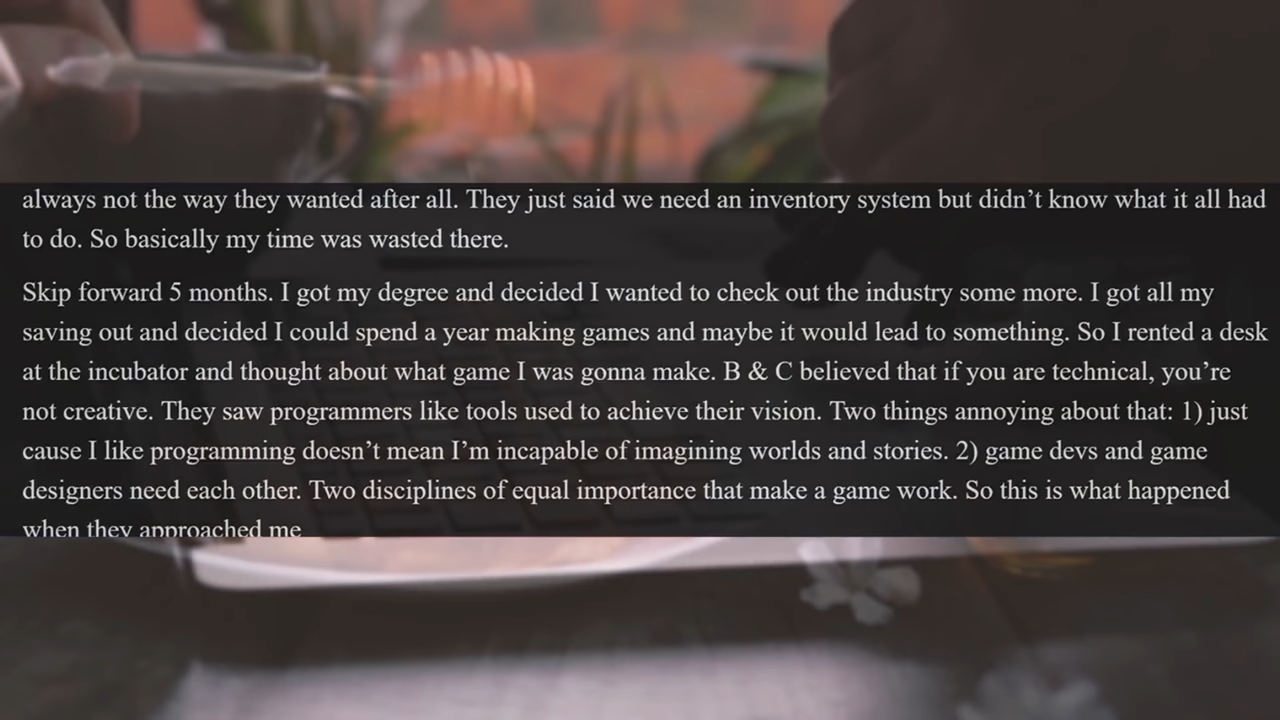 always not the way they wanted after all. They just said we need an inventory system but didn’t know what it all had
to do. So basically my time was wasted there.
Skip forward 5 months. I got my degree and decided I wanted to check out the industry some more. I got all my
saving out and decided I could spend a year making games and maybe it would lead to something. So I rented a desk
at the incubator and thought about what game I was gonna make. B & C believed that if you are technical, you’re
not creative. They saw programmers like tools used to achieve their vision. Two things annoying about that: 1) just
cause I like programming doesn’t mean I’m incapable of imagining worlds and stories. 2) game devs and game
designers need each other. Two disciplines of equal importance that make a game work. So this is what happened
when they approached me